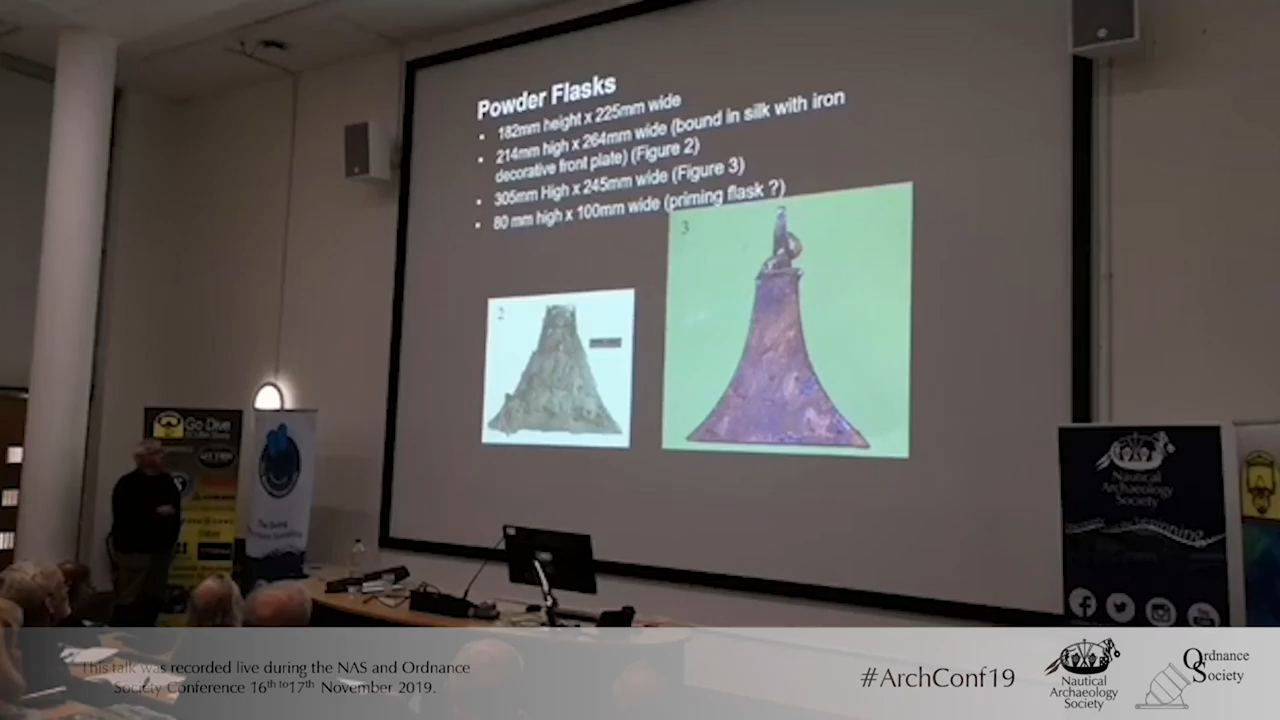 Powder Flasks
• 182mm height x 225mm wide
• 214mm high x 264mm wide (bound in silk with iron
decorative front plate) (Figure 2)
• 305mm High x 245mm wide (Figure 3)
• 80 mm high x 100mm wide (priming flask ?)
2
3
Go Dive
Nautical
Archaeology
Society
This talk was recorded live during the NAS and Ordnance
Society Conference 16th to 17th November 2019.
#ArchConf19
Nautical
Archaeology
Society
Ordnance
Society